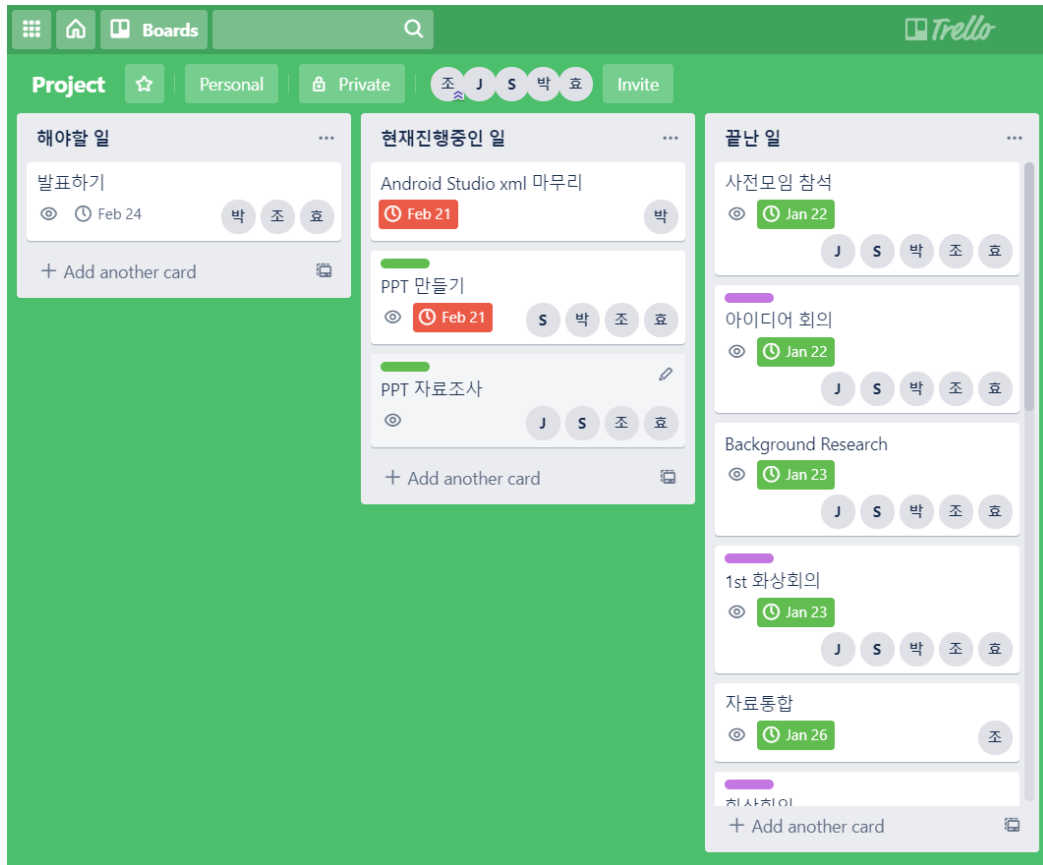 Boards
Trello
Project
Personal
Private
조 J S 박 효
Invite
해야할 일
발표하기
Feb 24
박 조 효
+ Add another card
현재진행중인 일
Android Studio xml 마무리
Feb 21
박
PPT 만들기
Feb 21
S 박 조 효
PPT 자료조사
J S 조 효
+ Add another card
끝난 일
사전모임 참석
Jan 22
J S 박 조 효
아이디어 회의
Jan 22
J S 박 조 효
Background Research
Jan 23
J S 박 조 효
1st 화상회의
Jan 23
J S 박 조 효
자료통합
Jan 26
조
화상회의
+ Add another card